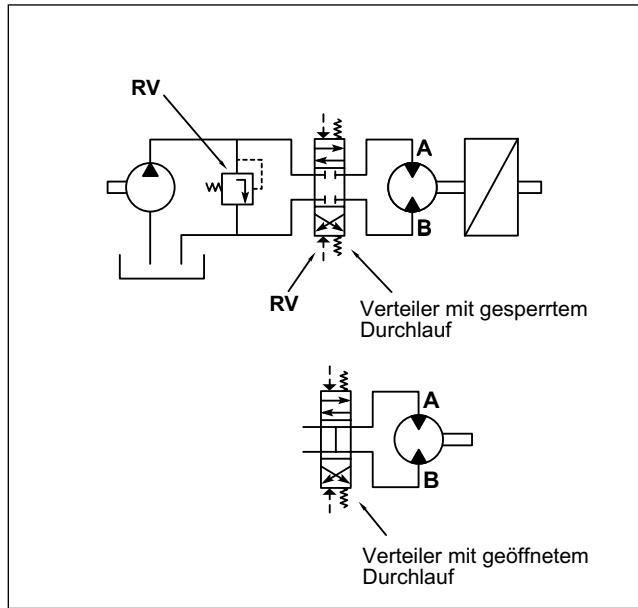 RV
A
B
RV
Verteiler mit gesperrtem
Durchlauf
A
B
Verteiler mit geöffnetem
Durchlauf